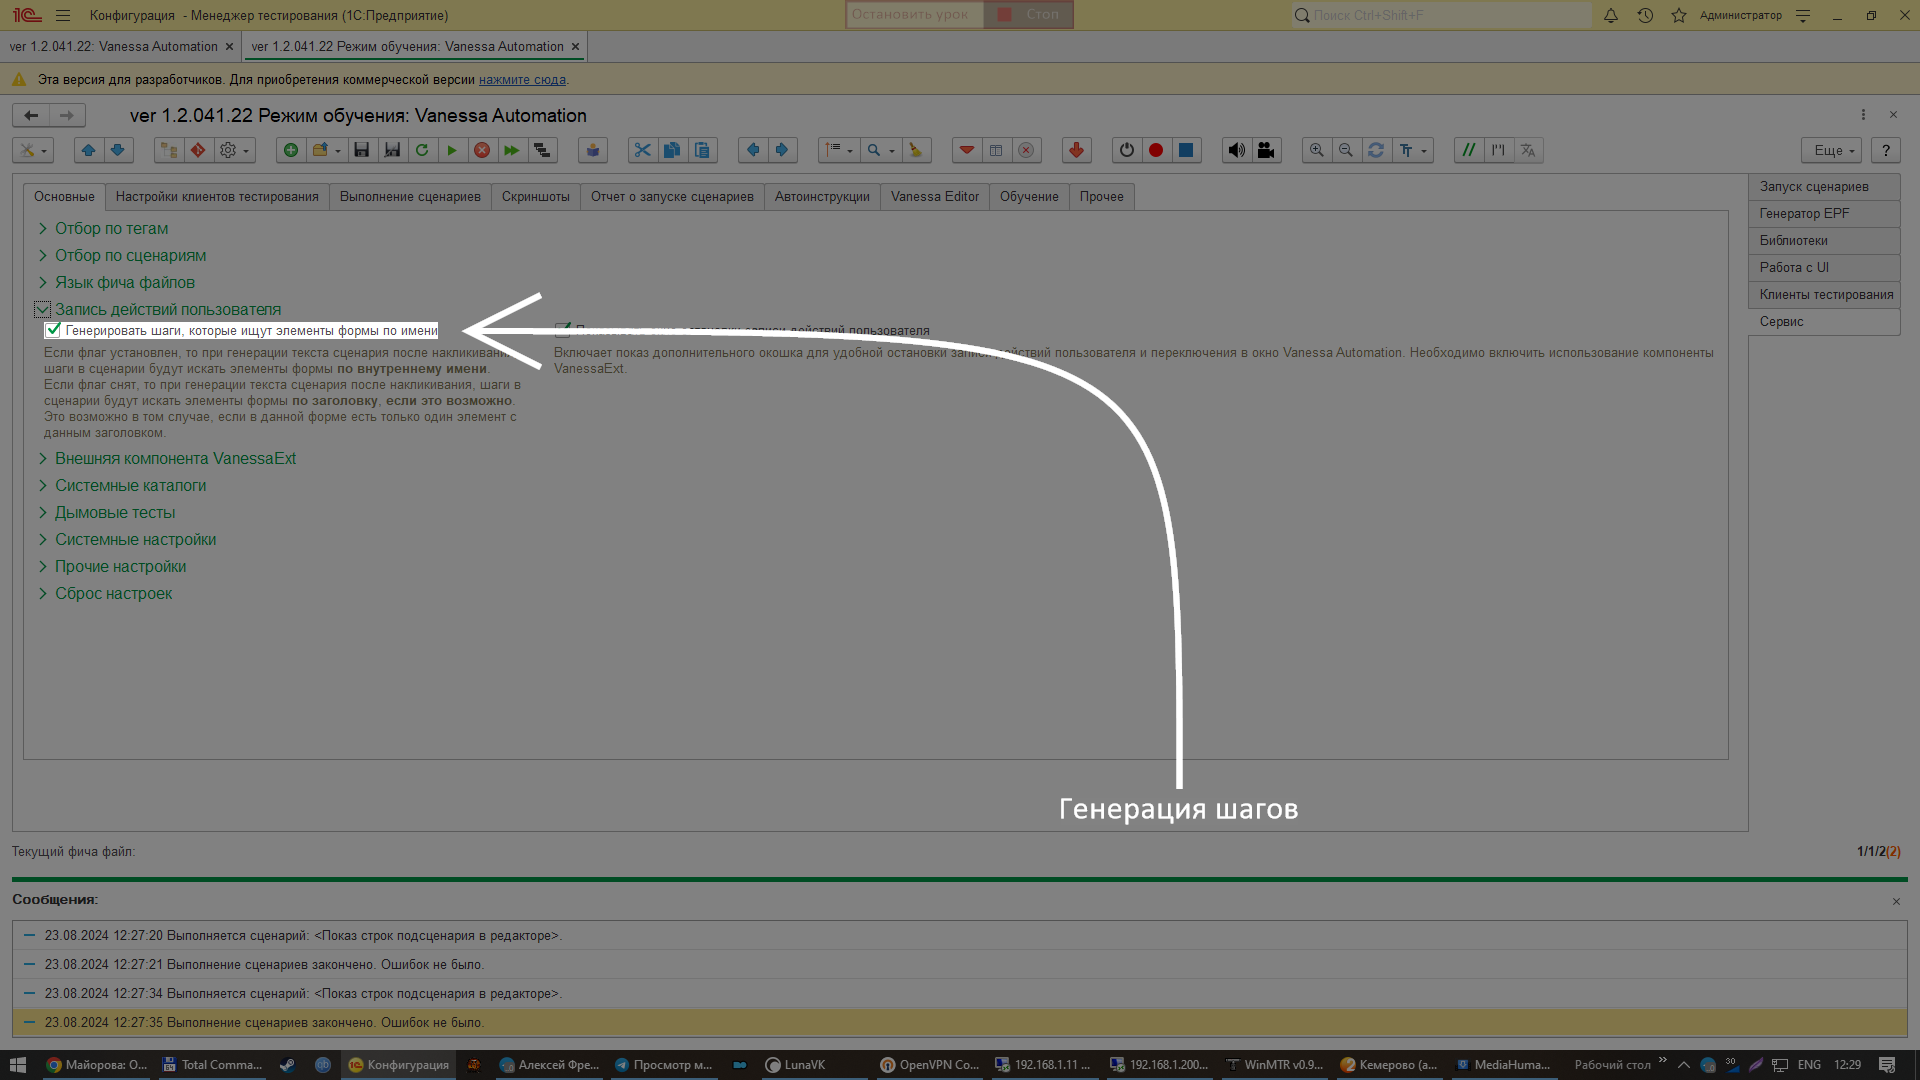 Конфигурация - Менеджер тестирования (1С:Предприятие)
Остановить урок Стоп
Поиск Ctrl+Shift+F
Администратор
ver 1.2.041.22: Vanessa Automation
ver 1.2.041.22 Режим обучения: Vanessa Automation
Эта версия для разработчиков. Для приобретения коммерческой версии нажмите сюда.
ver 1.2.041.22 Режим обучения: Vanessa Automation
Еще ?
Основные Настройки клиентов тестирования Выполнение сценариев Скриншоты Отчет о запуске сценариев Автоинструкции Vanessa Editor Обучение Прочее
Запуск сценариев
Генератор EPF
Библиотеки
Работа с UI
Клиенты тестирования
Сервис
Отбор по тегам
Отбор по сценариям
Язык фича файлов
Запись действий пользователя
Генерировать шаги, которые ищут элементы формы по имени
Если флаг установлен, то при генерации текста сценария после накликивания
шаги в сценарии будут искать элементы формы по внутреннему имени.
Если флаг снят, то при генерации текста сценария после накликивания, шаги в
сценарии будут искать элементы формы по заголовку, если это возможно.
Это возможно в том случае, если в данной форме есть только один элемент с
данным заголовком.
записи действий пользователя
Включает показ дополнительного окошка для удобной остановки записи действий пользователя и переключения в окно Vanessa Automation. Необходимо включить использование компоненты
VanessaExt.
Внешняя компонента VanessaExt
Системные каталоги
Дымовые тесты
Системные настройки
Прочие настройки
Сброс настроек
Генерация шагов
Текущий фича файл:
1/1/2(2)
Сообщения:
23.08.2024 12:27:20 Выполняется сценарий: <Показ строк подсценария в редакторе>.
23.08.2024 12:27:21 Выполнение сценариев закончено. Ошибок не было.
23.08.2024 12:27:34 Выполняется сценарий: <Показ строк подсценария в редакторе>.
23.08.2024 12:27:35 Выполнение сценариев закончено. Ошибок не было.
Майорова: О... Total Comma... Конфигурация Алексей Фре... Просмотр м... LunaVK OpenVPN Co... 192.168.1.11 ... 192.168.1.200... WinMTR v0.9... Кемерово (а... MediaHuma... Рабочий стол 30 ENG 12:29